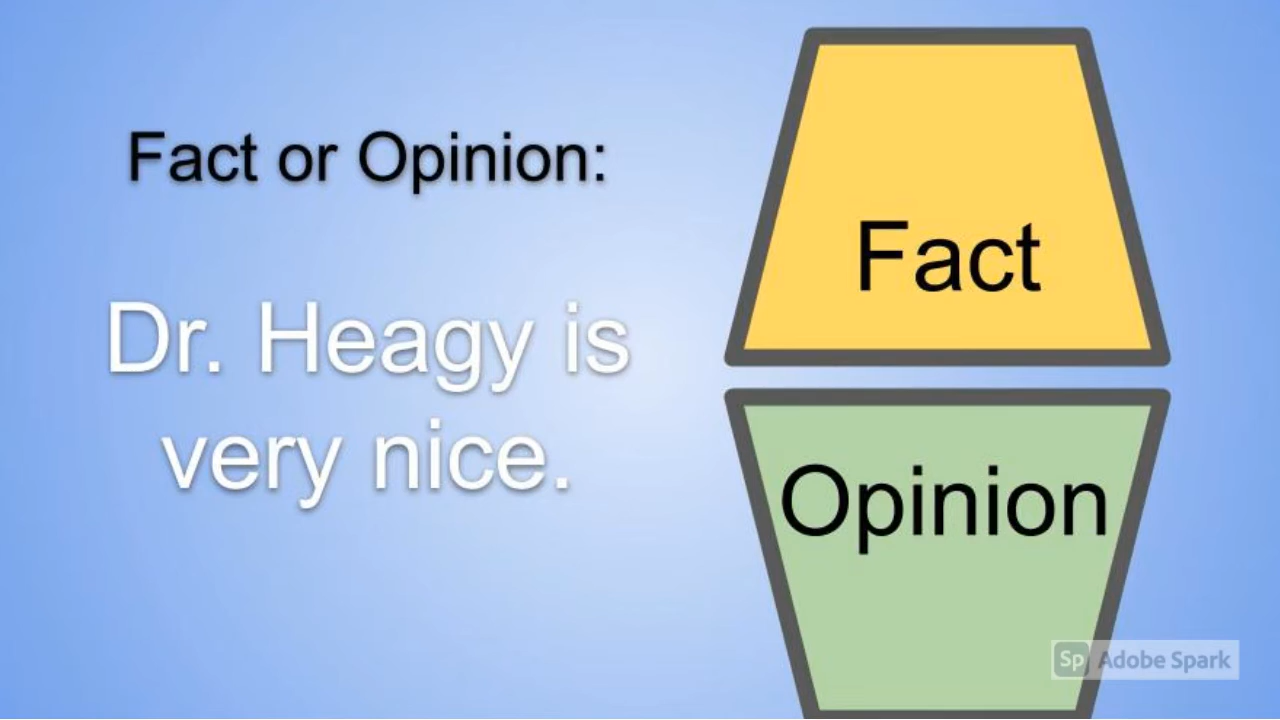 Fact or Opinion:
Dr. Heagy is
very nice.
Fact
Opinion
Sp Adobe Spark